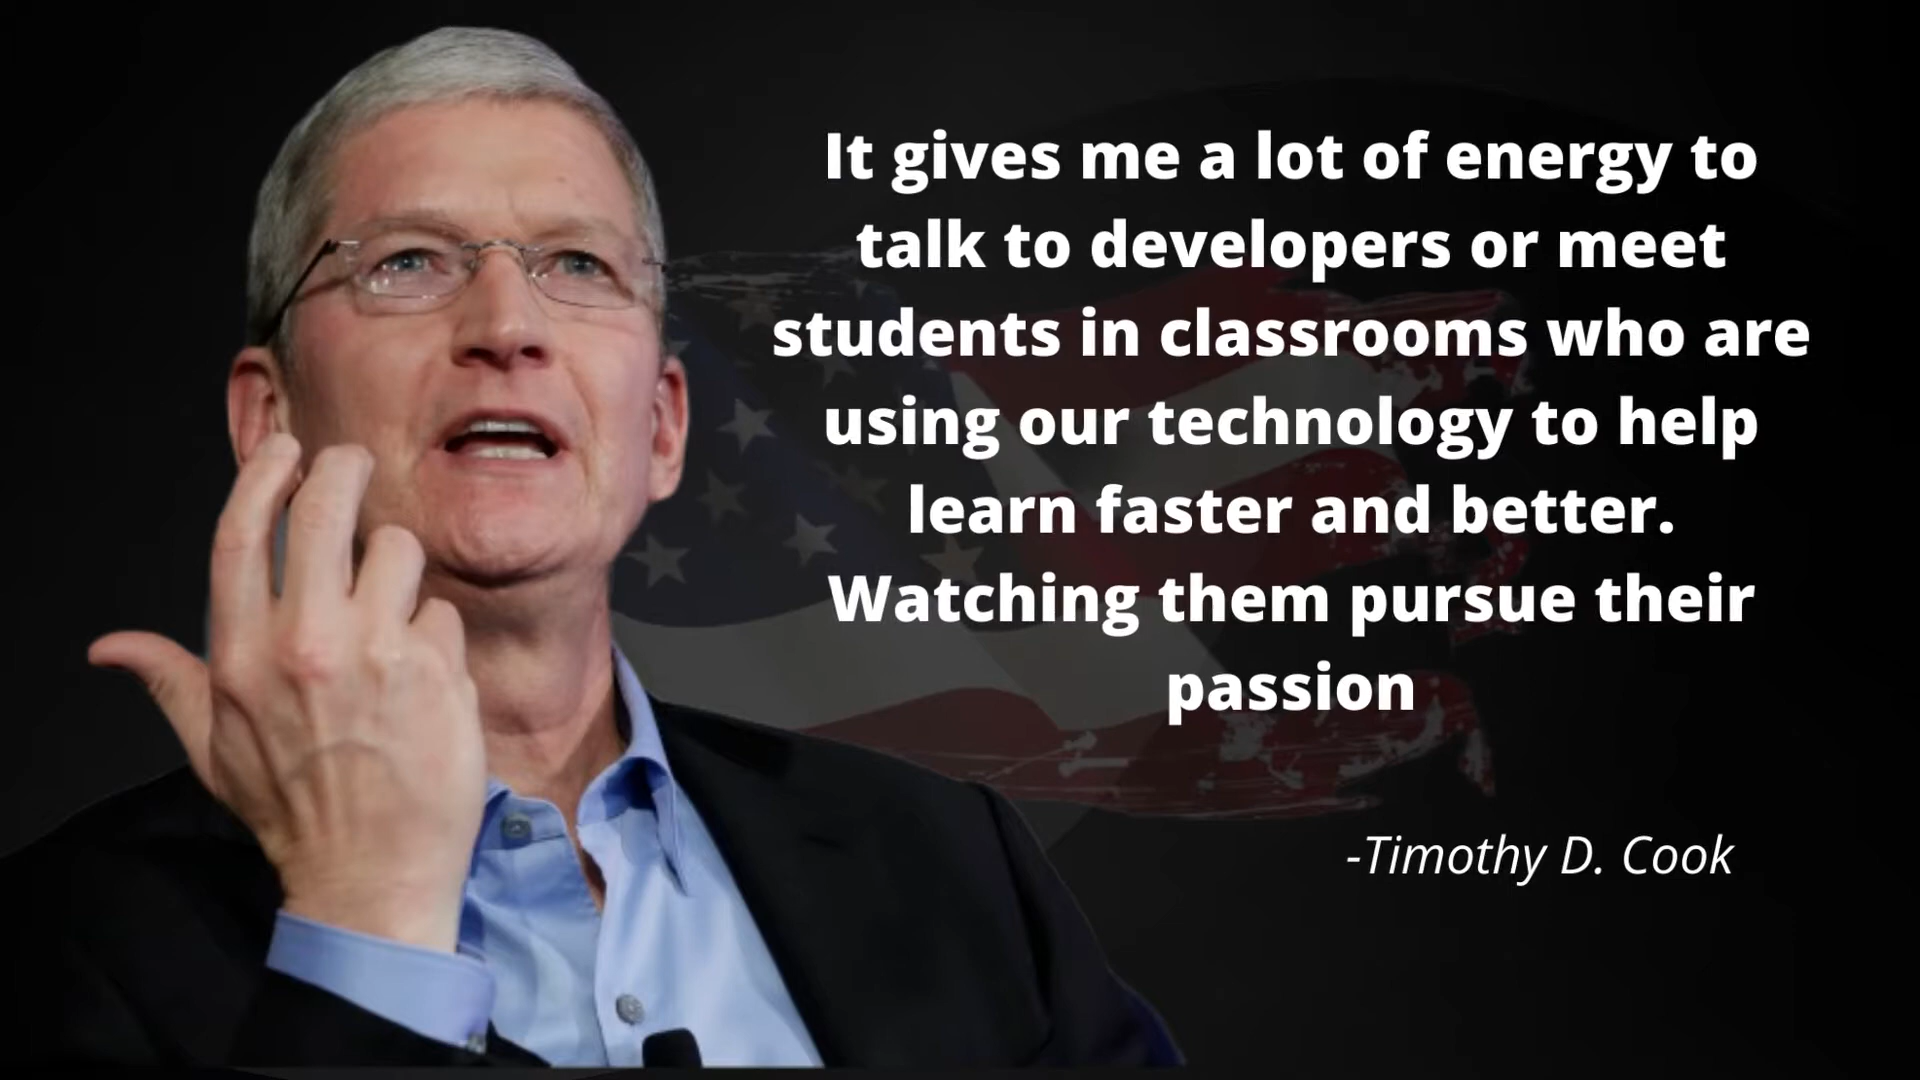 It gives me a lot of energy to
talk to developers or meet
students in classrooms who are
using our technology to help
learn faster and better.
Watching them pursue their
passion
-Timothy D. Cook